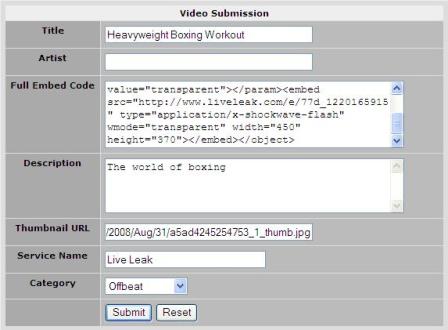 Video Submission
Title Heavyweight Boxing Workout
Artist
Full Embed Code value="transparent"></param><embed
src="http://www.liveleak.com/e/77d_1220165915
" type="application/x-shockwave-flash"
wmode="transparent" width="450"
height="370"></embed></object>
Description The world of boxing
Thumbnail URL /2008/Aug/31/a5ad4245254753_1_thumb.jpg
Service Name Live Leak
Category Offbeat
Submit Reset